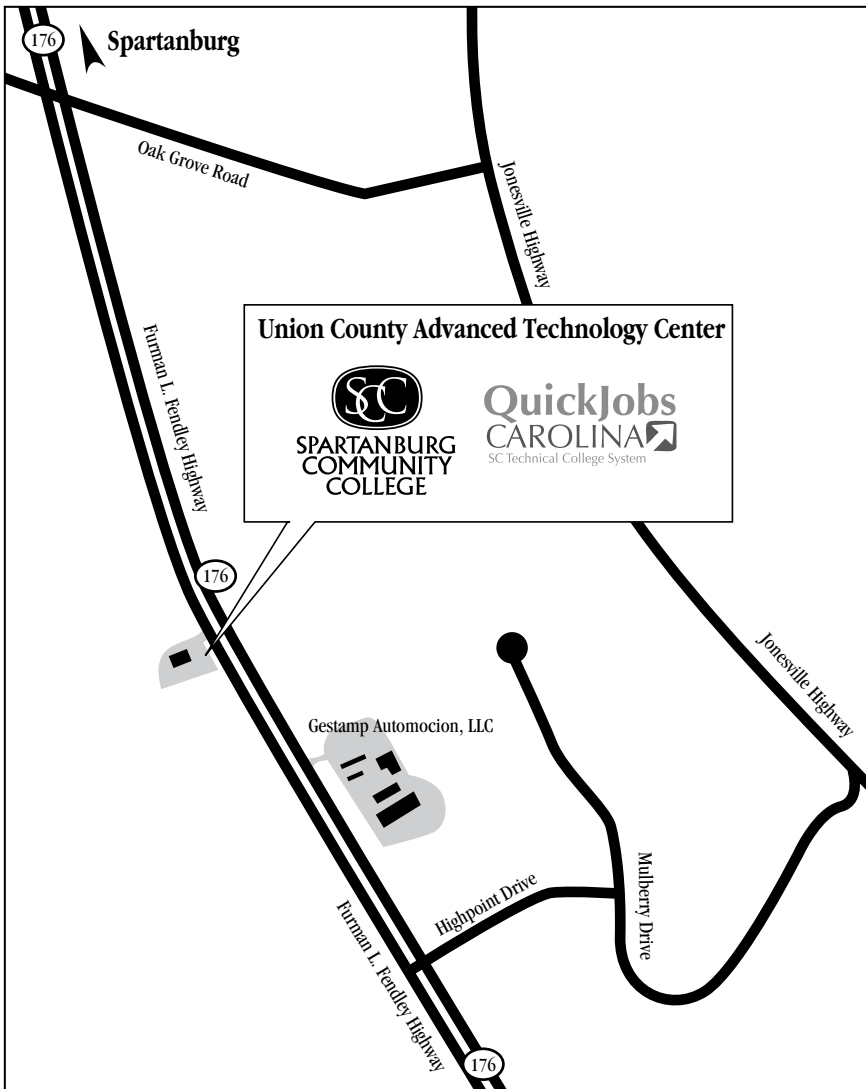 176
Spartanburg
Oak Grove Road
Jonesville Highway
Union County Advanced Technology Center
SCC
SPARTANBURG
COMMUNITY
COLLEGE
QuickJobs
CAROLINA
SC Technical College System
Furman L. Fendley Highway
176
Jonesville Highway
Gestamp Automocion, LLC
Mulberry Drive
Highpoint Drive
Furman L. Fendley Highway
176